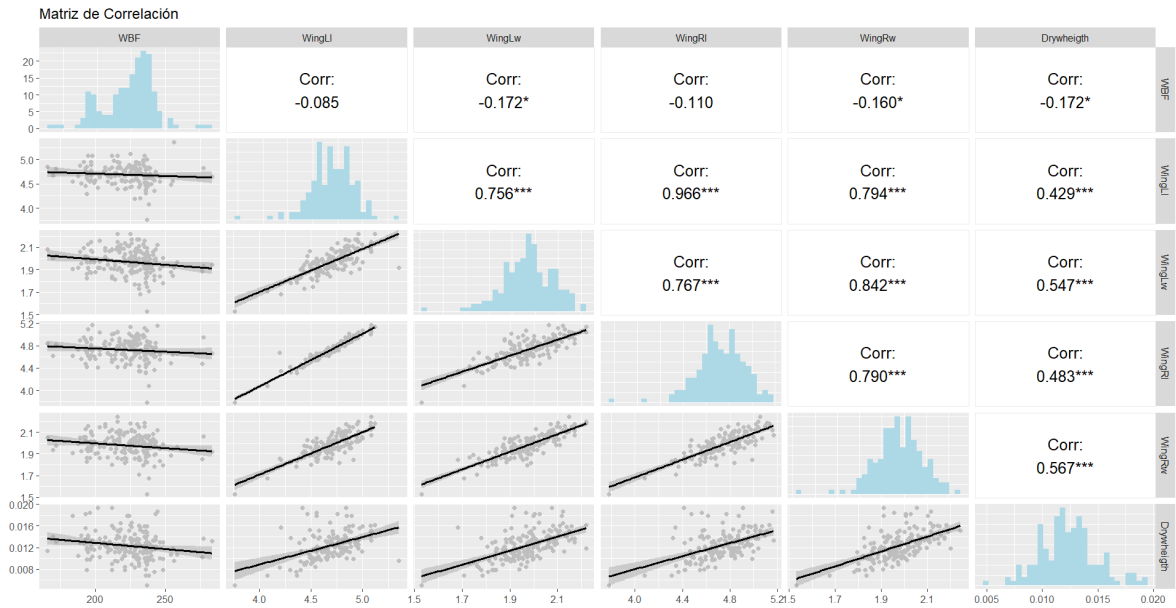 Matriz de Correlación
WBF WingLl WingLw WingRl WingRw Drywheigth
20
15
10
5
0
Corr:
-0.085
Corr:
-0.172*
Corr:
-0.110
Corr:
-0.160*
Corr:
-0.172*
WBF
5.0
4.5
4.0
Corr:
0.756***
Corr:
0.966***
Corr:
0.794***
Corr:
0.429***
WingLl
2.1
1.9
1.7
1.5
Corr:
0.767***
Corr:
0.842***
Corr:
0.547***
WingLw
5.2
4.8
4.4
4.0
Corr:
0.790***
Corr:
0.483***
WingRl
2.1
1.9
1.7
1.5
Corr:
0.567***
WingRw
0.020
0.016
0.012
0.008
Drywheigth
200 250 4.0 4.5 5.0 1.5 1.7 1.9 2.1 4.0 4.4 4.8 5.2 1.5 1.7 1.9 2.1 0.005 0.010 0.015 0.020